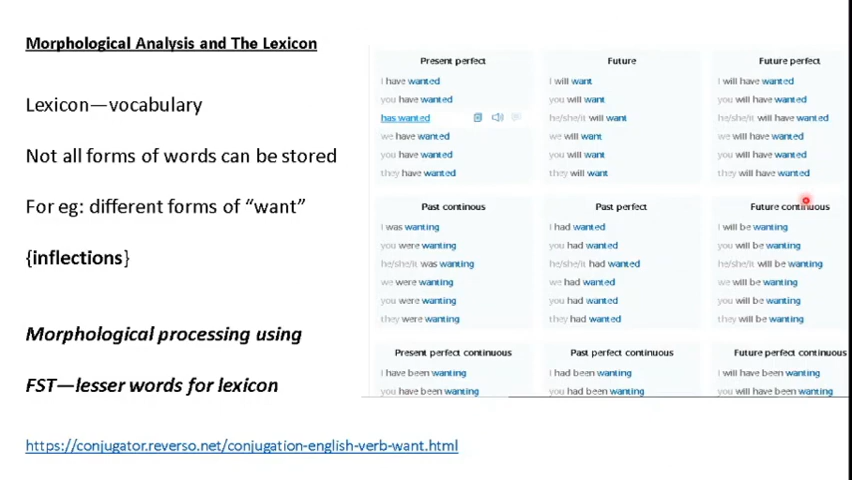 Morphological Analysis and The Lexicon
Lexicon—vocabulary
Not all forms of words can be stored
For eg: different forms of “want”
{inflections}
Morphological processing using
FST—lesser words for lexicon
https://conjugator.reverso.net/conjugation-english-verb-want.html
Present perfect
I have wanted
you have wanted
has wanted
we have wanted
you have wanted
they have wanted
Future
I will want
you will want
he/she/it will want
we will want
you will want
they will want
Future perfect
I will have wanted
you will have wanted
he/she/it will have wanted
we will have wanted
you will have wanted
they will have wanted
Past continous
I was wanting
you were wanting
he/she/it was wanting
we were wanting
you were wanting
they were wanting
Past perfect
I had wanted
you had wanted
he/she/it had wanted
we had wanted
you had wanted
they had wanted
Future continuous
I will be wanting
you will be wanting
he/she/it will be wanting
we will be wanting
you will be wanting
they will be wanting
Present perfect continuous
I have been wanting
you have been wanting
Past perfect continuous
I had been wanting
you had been wanting
Future perfect continuous
I will have been wanting
you will have been wanting